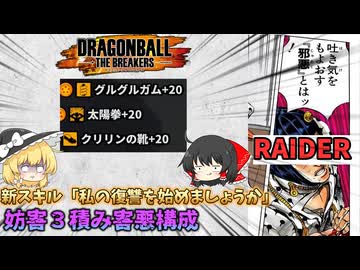 DRAGONBALL
THE BREAKERS
グルグルガム+20
太陽拳+20
クリリンの靴+20
吐き気を
もよおす
『邪悪』とはッ!
RAIDER
新スキル「私の復讐を始めましょうか」
妨害3積み害悪構成